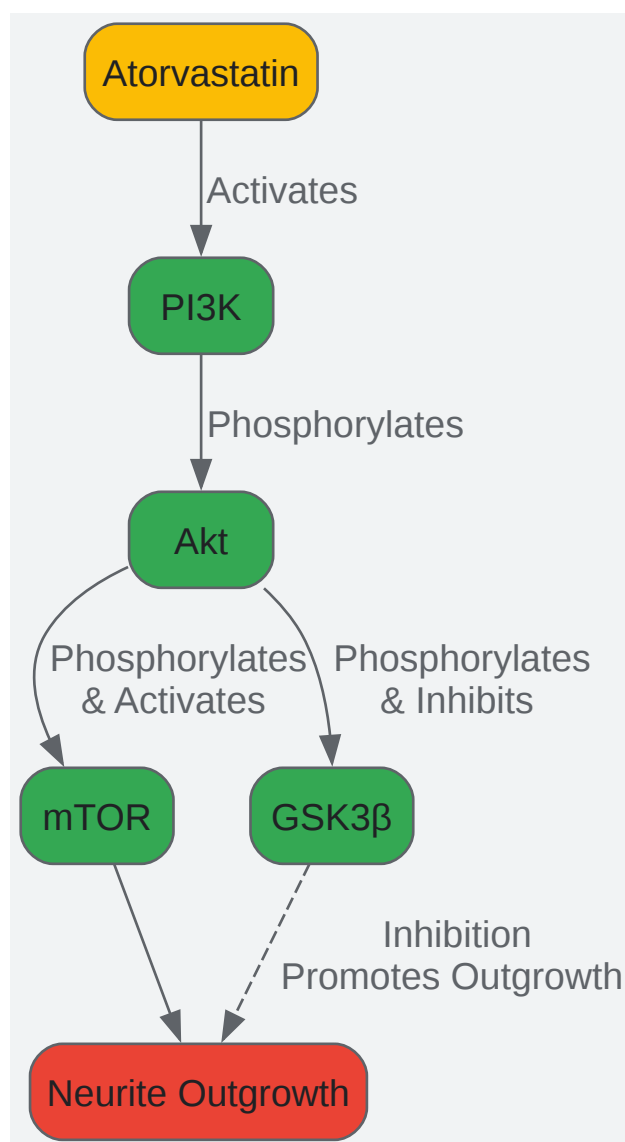 Atorvastatin
Activates
PI3K
Phosphorylates
Akt
Phosphorylates
& Activates
Phosphorylates
& Inhibits
mTOR
GSK3β
Inhibition
Promotes Outgrowth
Neurite Outgrowth